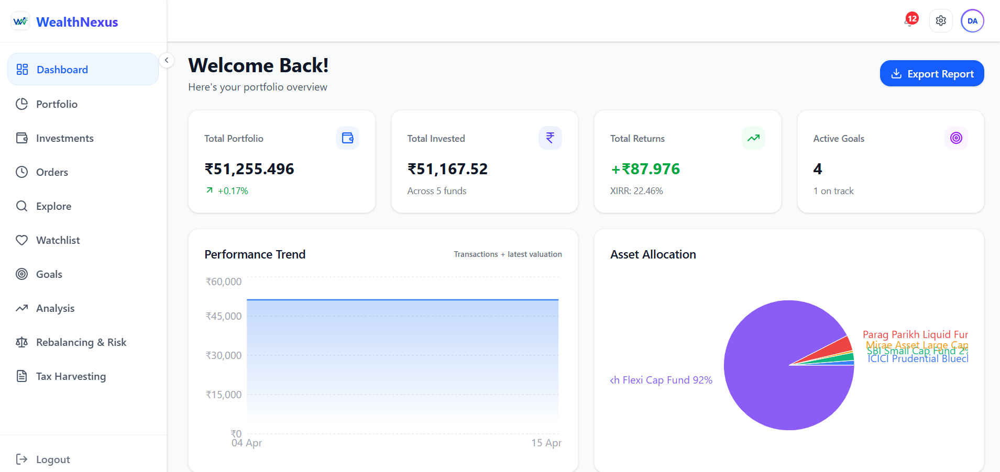 WealthNexus
12
DA
Dashboard
Portfolio
Investments
Orders
Explore
Watchlist
Goals
Analysis
Rebalancing & Risk
Tax Harvesting
Logout
Welcome Back!
Here's your portfolio overview
Export Report
Total Portfolio
₹51,255.496
+0.17%
Total Invested
₹51,167.52
Across 5 funds
Total Returns
+₹87.976
XIRR: 22.46%
Active Goals
4
1 on track
Performance Trend
Transactions + latest valuation
₹60,000
₹45,000
₹30,000
₹15,000
₹0
04 Apr
15 Apr
Asset Allocation
Parag Parikh Liquid
Mirae Asset Large Cap
SBI Small Cap Fund 2%
ICICI Prudential
Flexi Cap Fund 92%